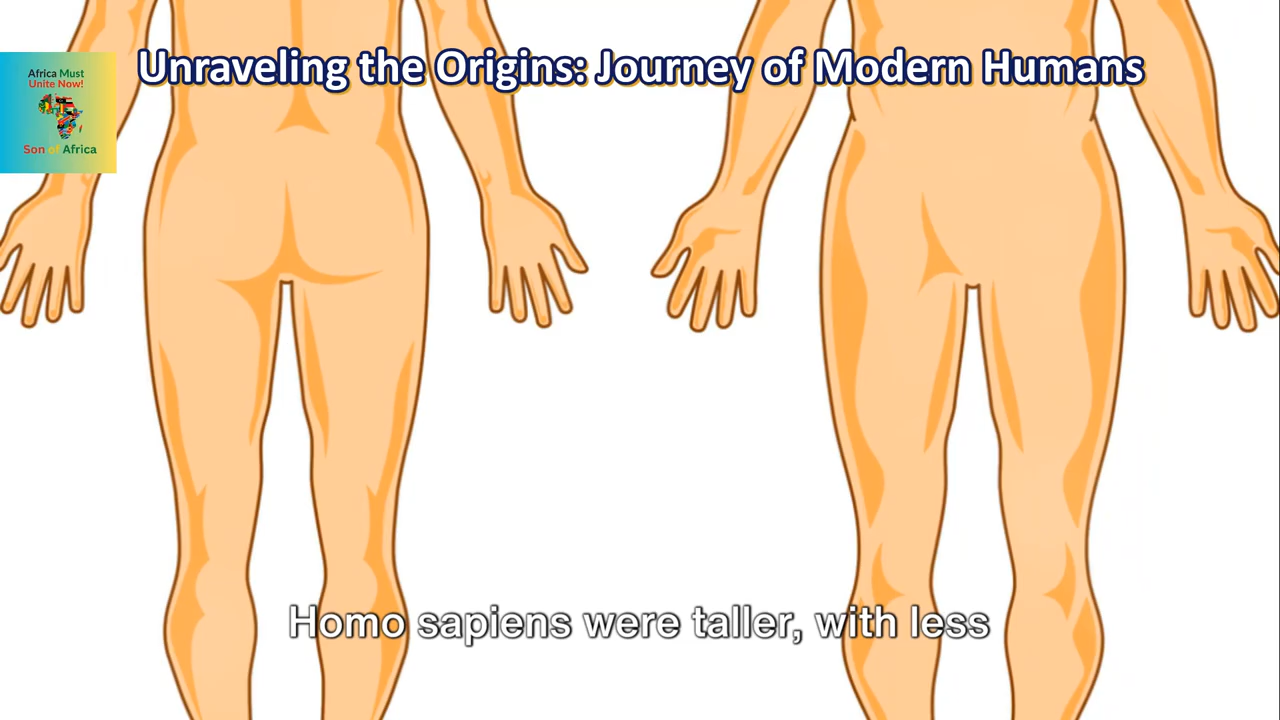 Unraveling the Origins: Journey of Modern Humans
Africa Must
Unite Now!
Son of Africa
Homo sapiens were taller, with less